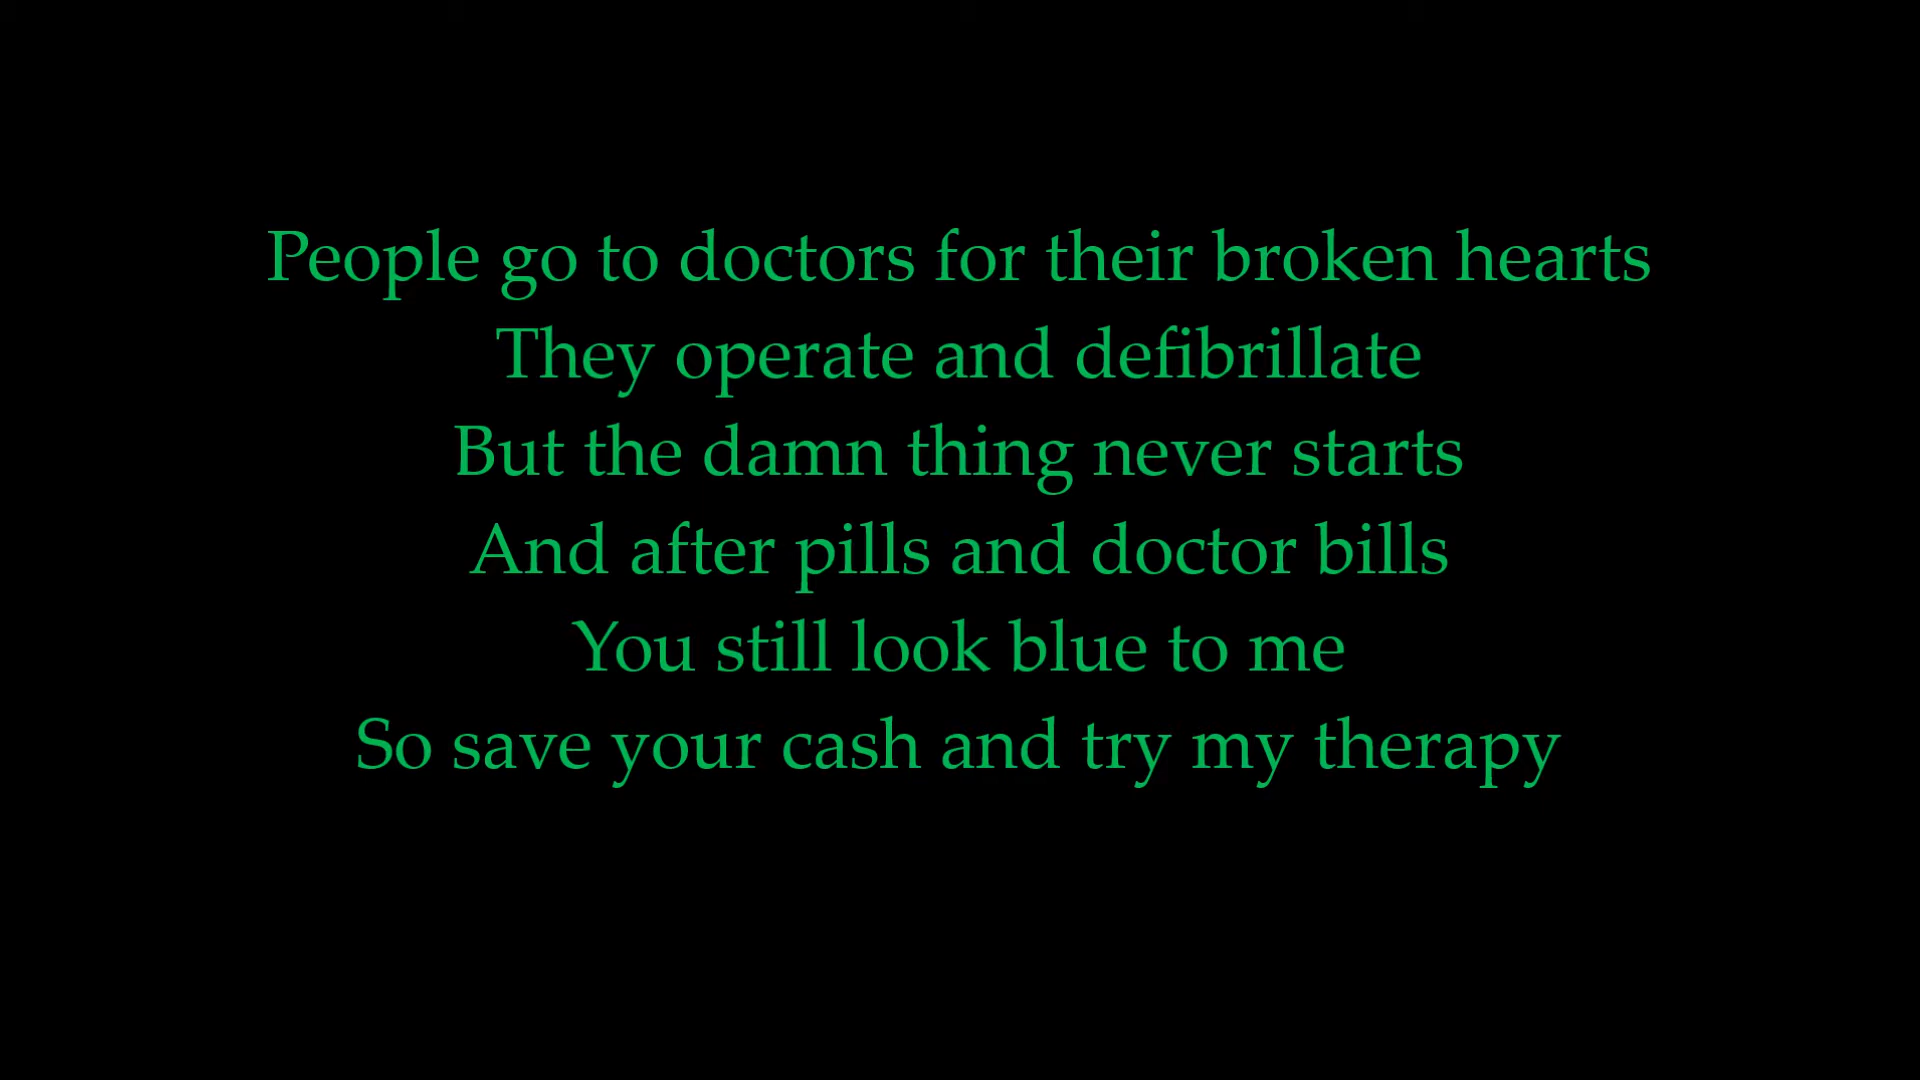 People go to doctors for their broken hearts
They operate and defibrillate
But the damn thing never starts
And after pills and doctor bills
You still look blue to me
So save your cash and try my therapy